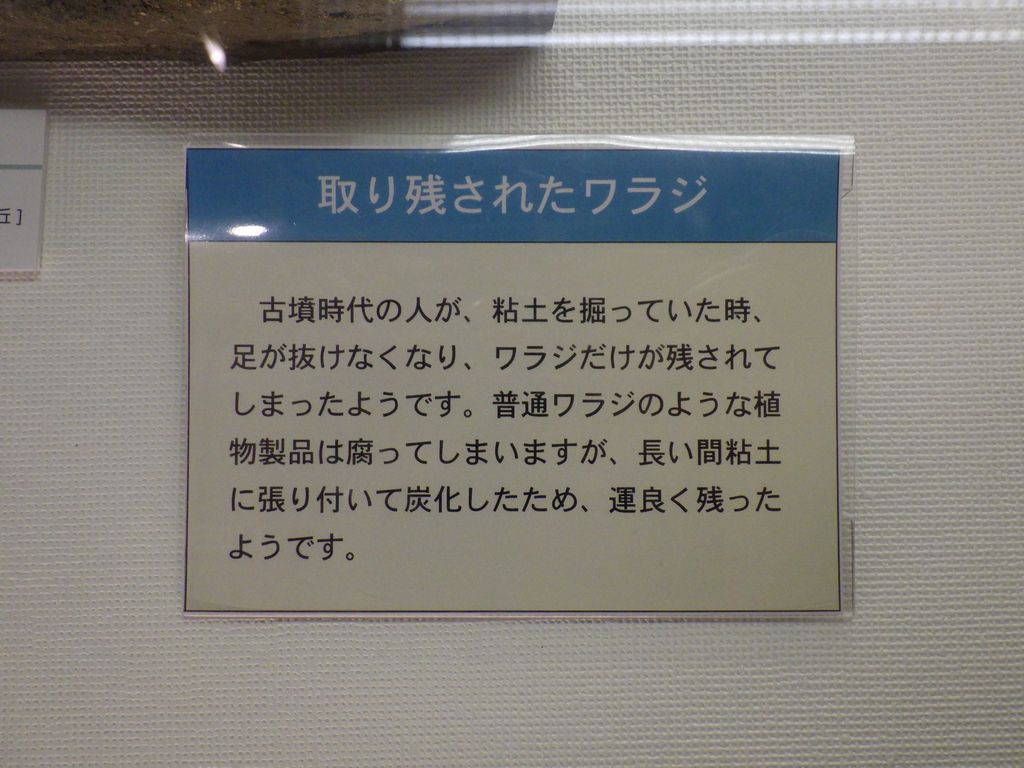 取り残されたワラジ
古墳時代の人が、粘土を掘っていた時、
足が抜けなくなり、ワラジだけが残されて
しまったようです。普通ワラジのような植
物製品は腐ってしまいますが、長い間粘土
に張り付いて炭化したため、運良く残った
ようです。
丘]